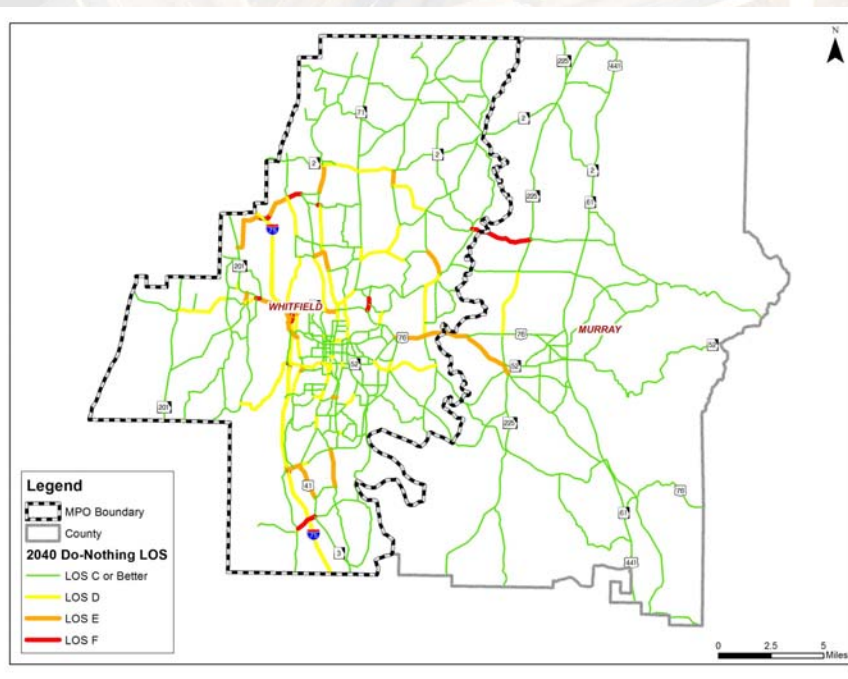 N
225
441
71
2
2
2
2
225
61
75
201
WHITFIELD
76
76
MURRAY
52
52
52
201
225
41
76
61
75
3
441
Legend
MPO Boundary
County
2040 Do-Nothing LOS
LOS C or Better
LOS D
LOS E
LOS F
0 2.5 5
Miles